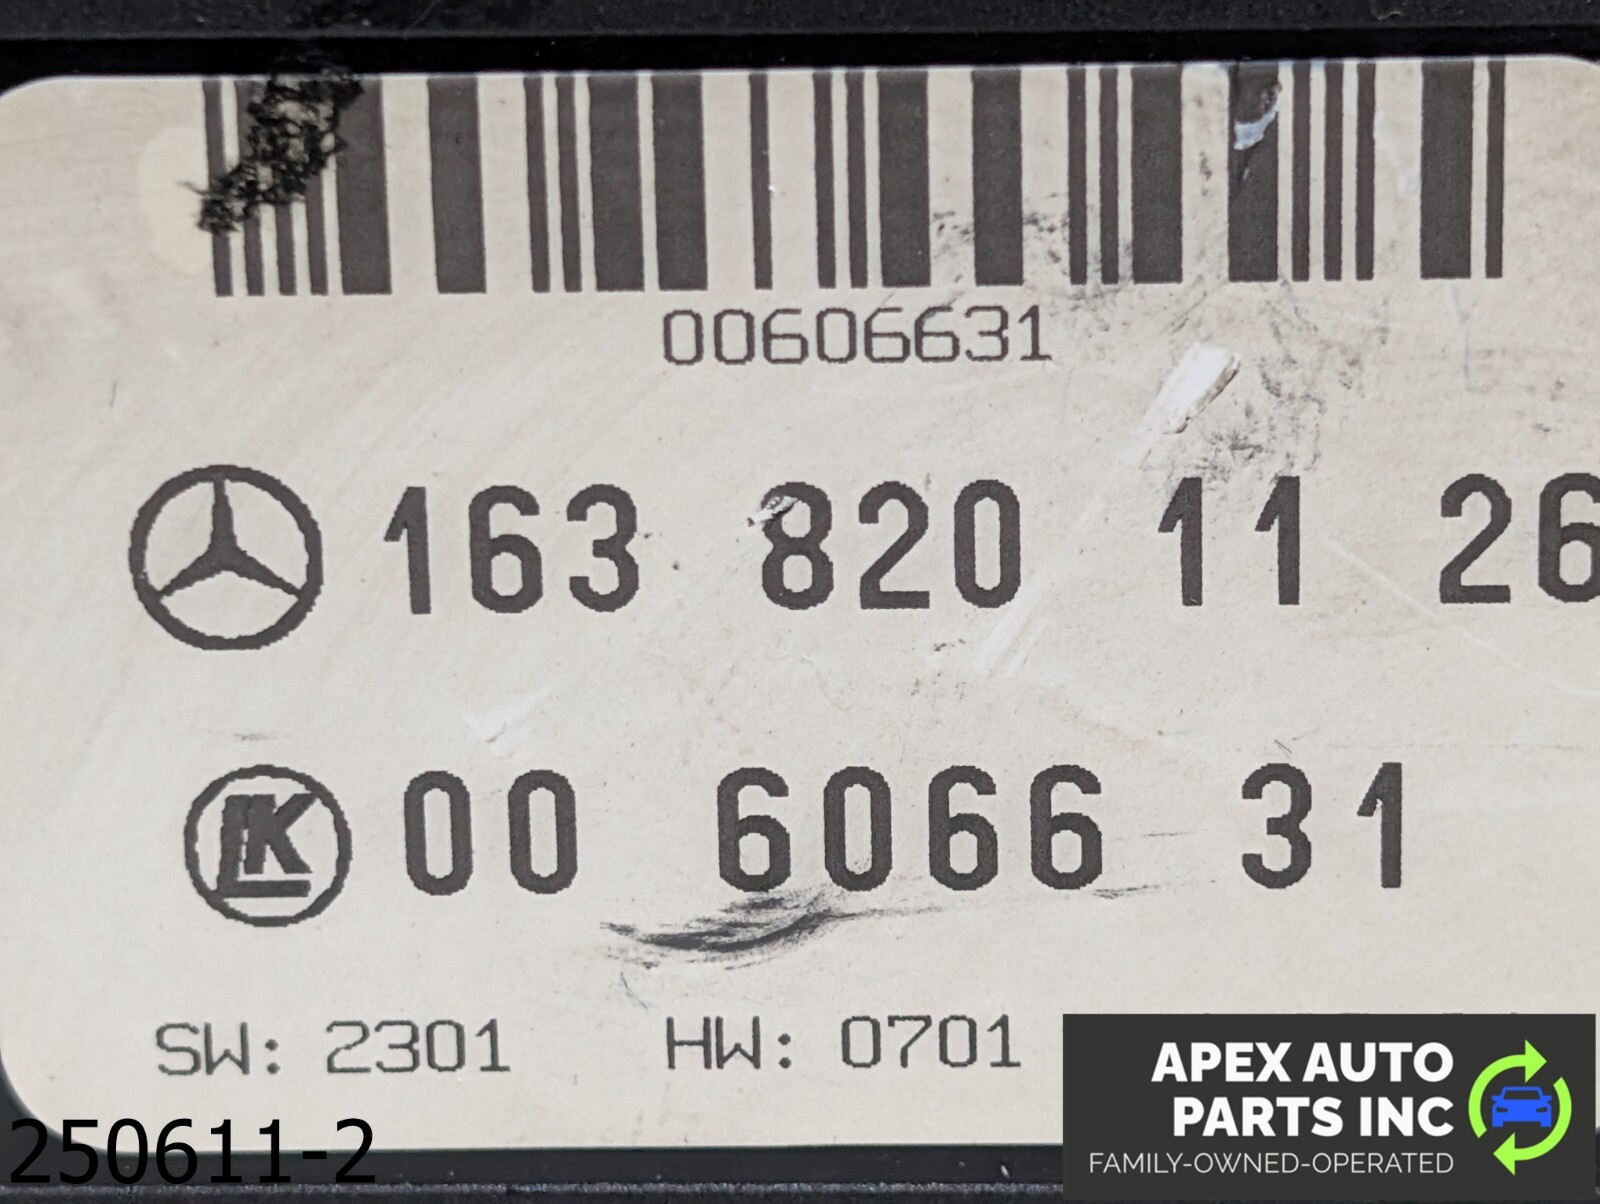 00606631
163 820 11 26
LK 00 6066 31
SW: 2301 HW: 0701
250611-2
APEX AUTO
PARTS INC
FAMILY-OWNED-OPERATED